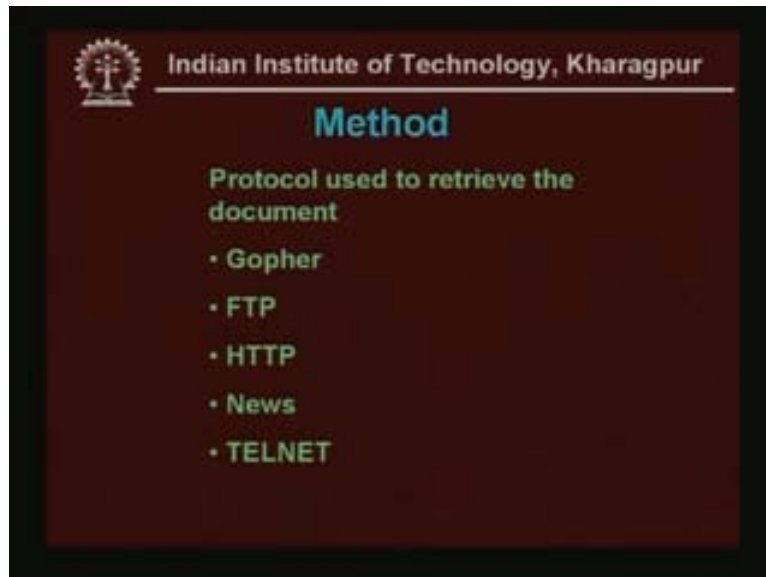 Indian Institute of Technology, Kharagpur
Method
Protocol used to retrieve the
document
• Gopher
• FTP
• HTTP
• News
• TELNET